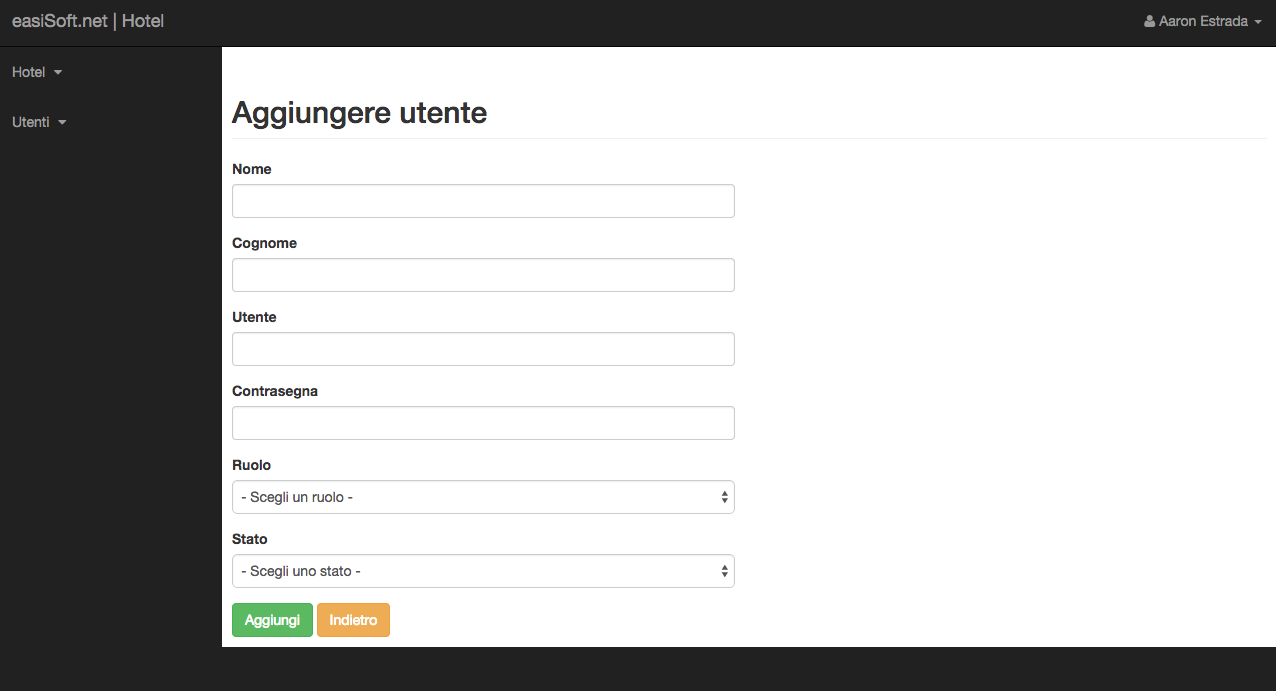 easiSoft.net | Hotel
Aaron Estrada
Hotel
Utenti
Aggiungere utente
Nome
Cognome
Utente
Contrasegna
Ruolo
- Scegli un ruolo -
Stato
- Scegli uno stato -
Aggiungi Indietro